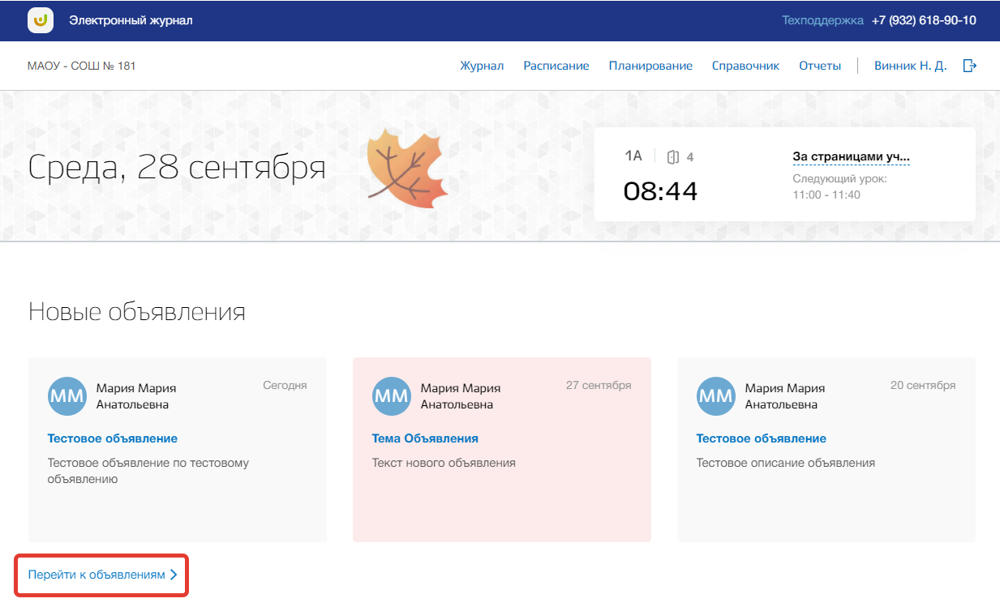 Электронный журнал
Техподдержка +7 (932) 618-90-10
МАОУ - СОШ № 181
Журнал Расписание Планирование Справочник Отчеты Винник Н. Д.
Среда, 28 сентября
1А 4
08:44
За страницами уч...
Следующий урок:
11:00 - 11:40
Новые объявления
ММ
Мария Мария
Анатольевна
Сегодня
Тестовое объявление
Тестовое объявление по тестовому
объявлению
ММ
Мария Мария
Анатольевна
27 сентября
Тема Объявления
Текст нового объявления
ММ
Мария Мария
Анатольевна
20 сентября
Тестовое объявление
Тестовое описание объявления
Перейти к объявлениям